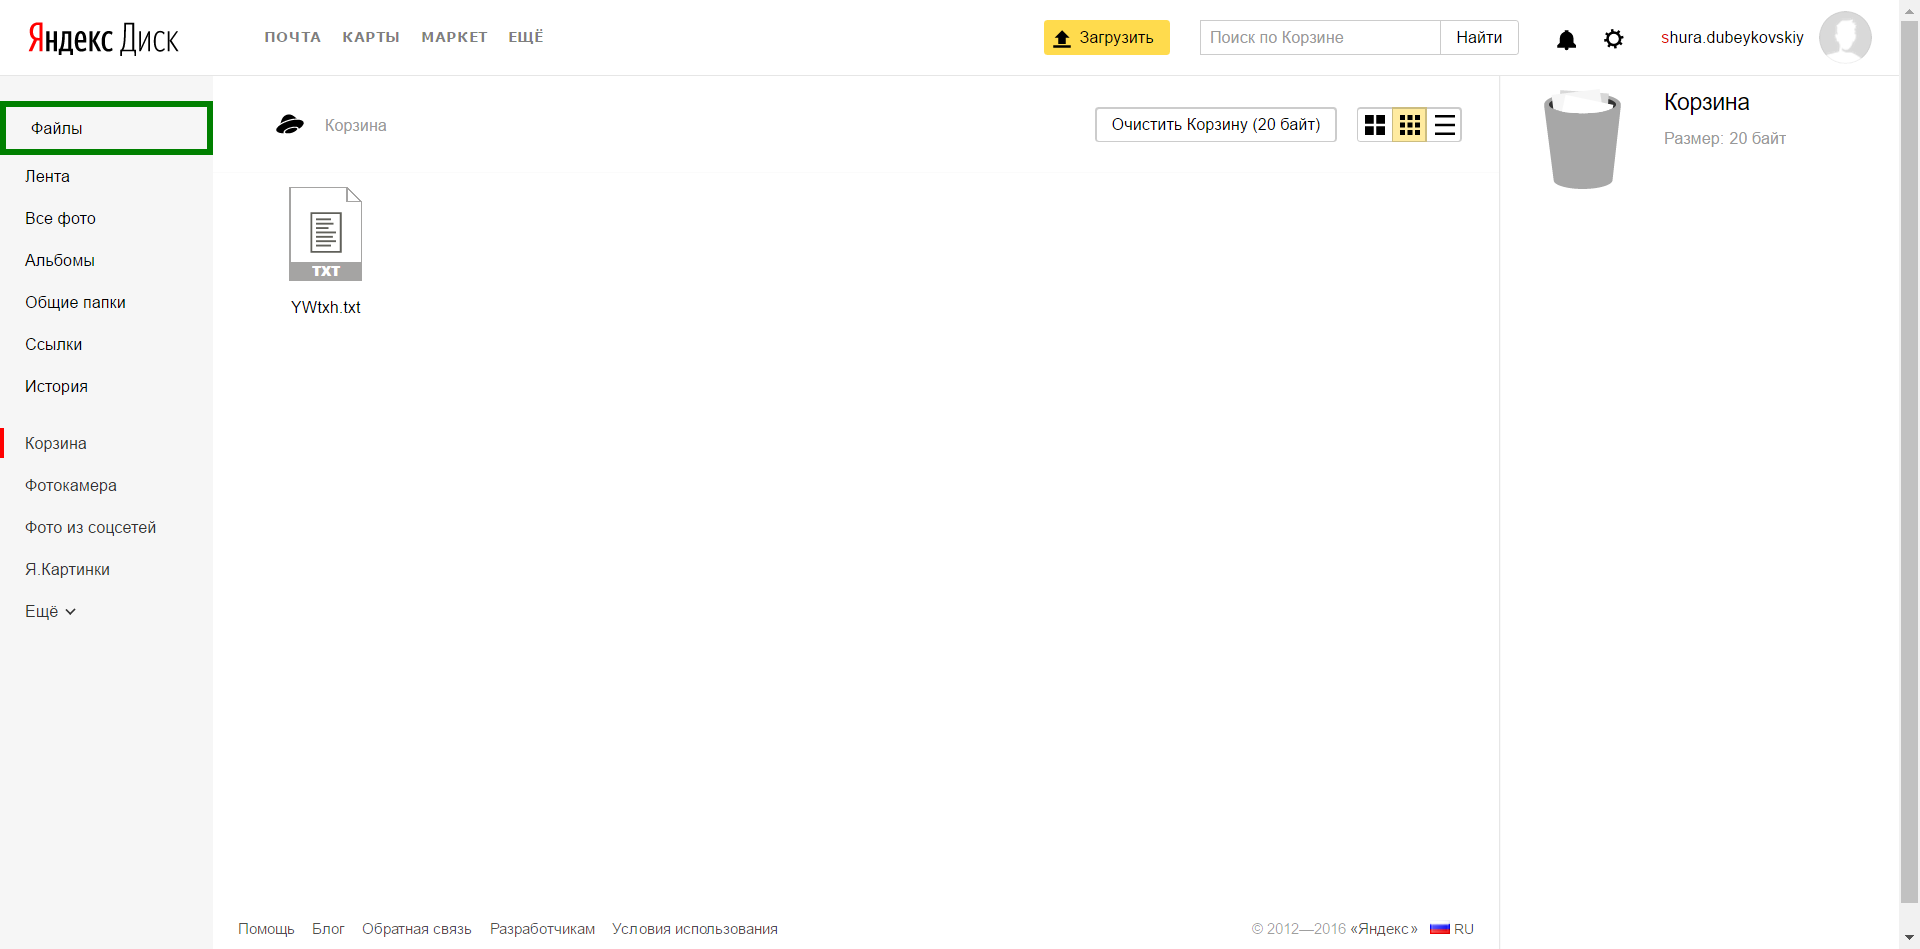 Яндекс Диск
ПОЧТА КАРТЫ МАРКЕТ ЕЩЁ
Загрузить
Поиск по Корзине
Найти
shura.dubeykovskiy
Файлы
Лента
Все фото
Альбомы
Общие папки
Ссылки
История
Корзина
Фотокамера
Фото из соцсетей
Я.Картинки
Ещё
Корзина
Очистить Корзину (20 байт)
TXT
YWtxh.txt
Корзина
Размер: 20 байт
Помощь Блог Обратная связь Разработчикам Условия использования
© 2012—2016 «Яндекс» RU